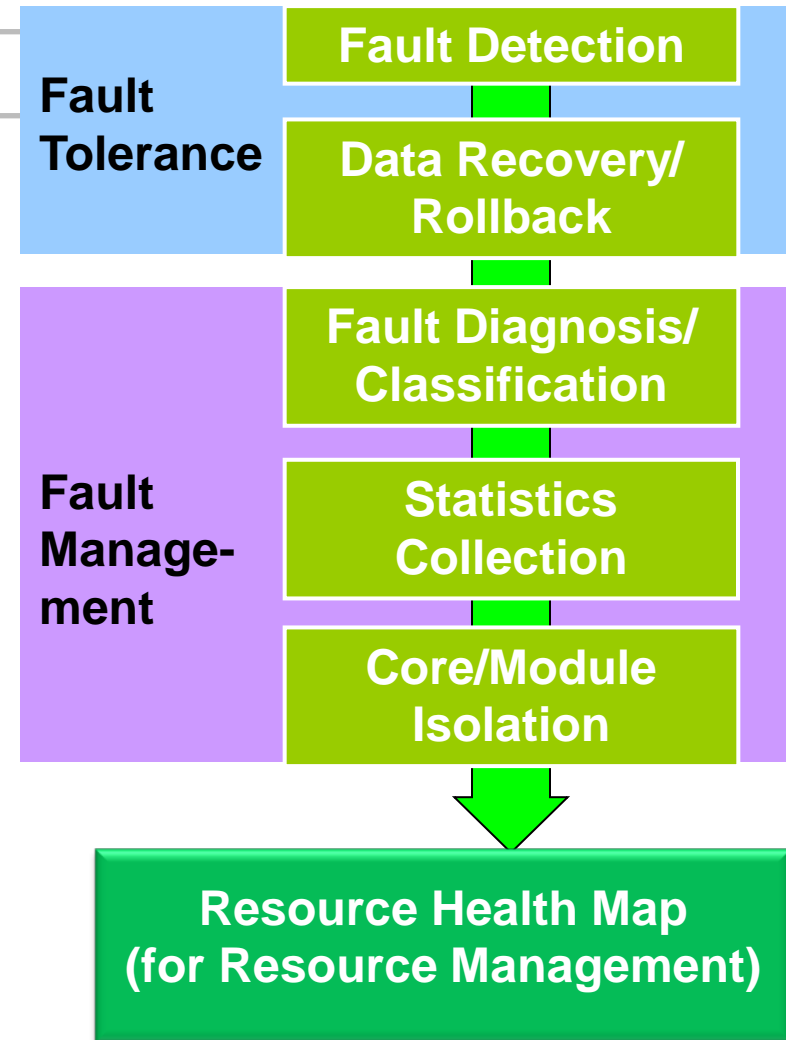 Fault Detection
Fault
Tolerance
Data Recovery/
Rollback
Fault Diagnosis/
Classification
Fault
Manage-
ment
Statistics
Collection
Core/Module
Isolation
Resource Health Map
(for Resource Management)